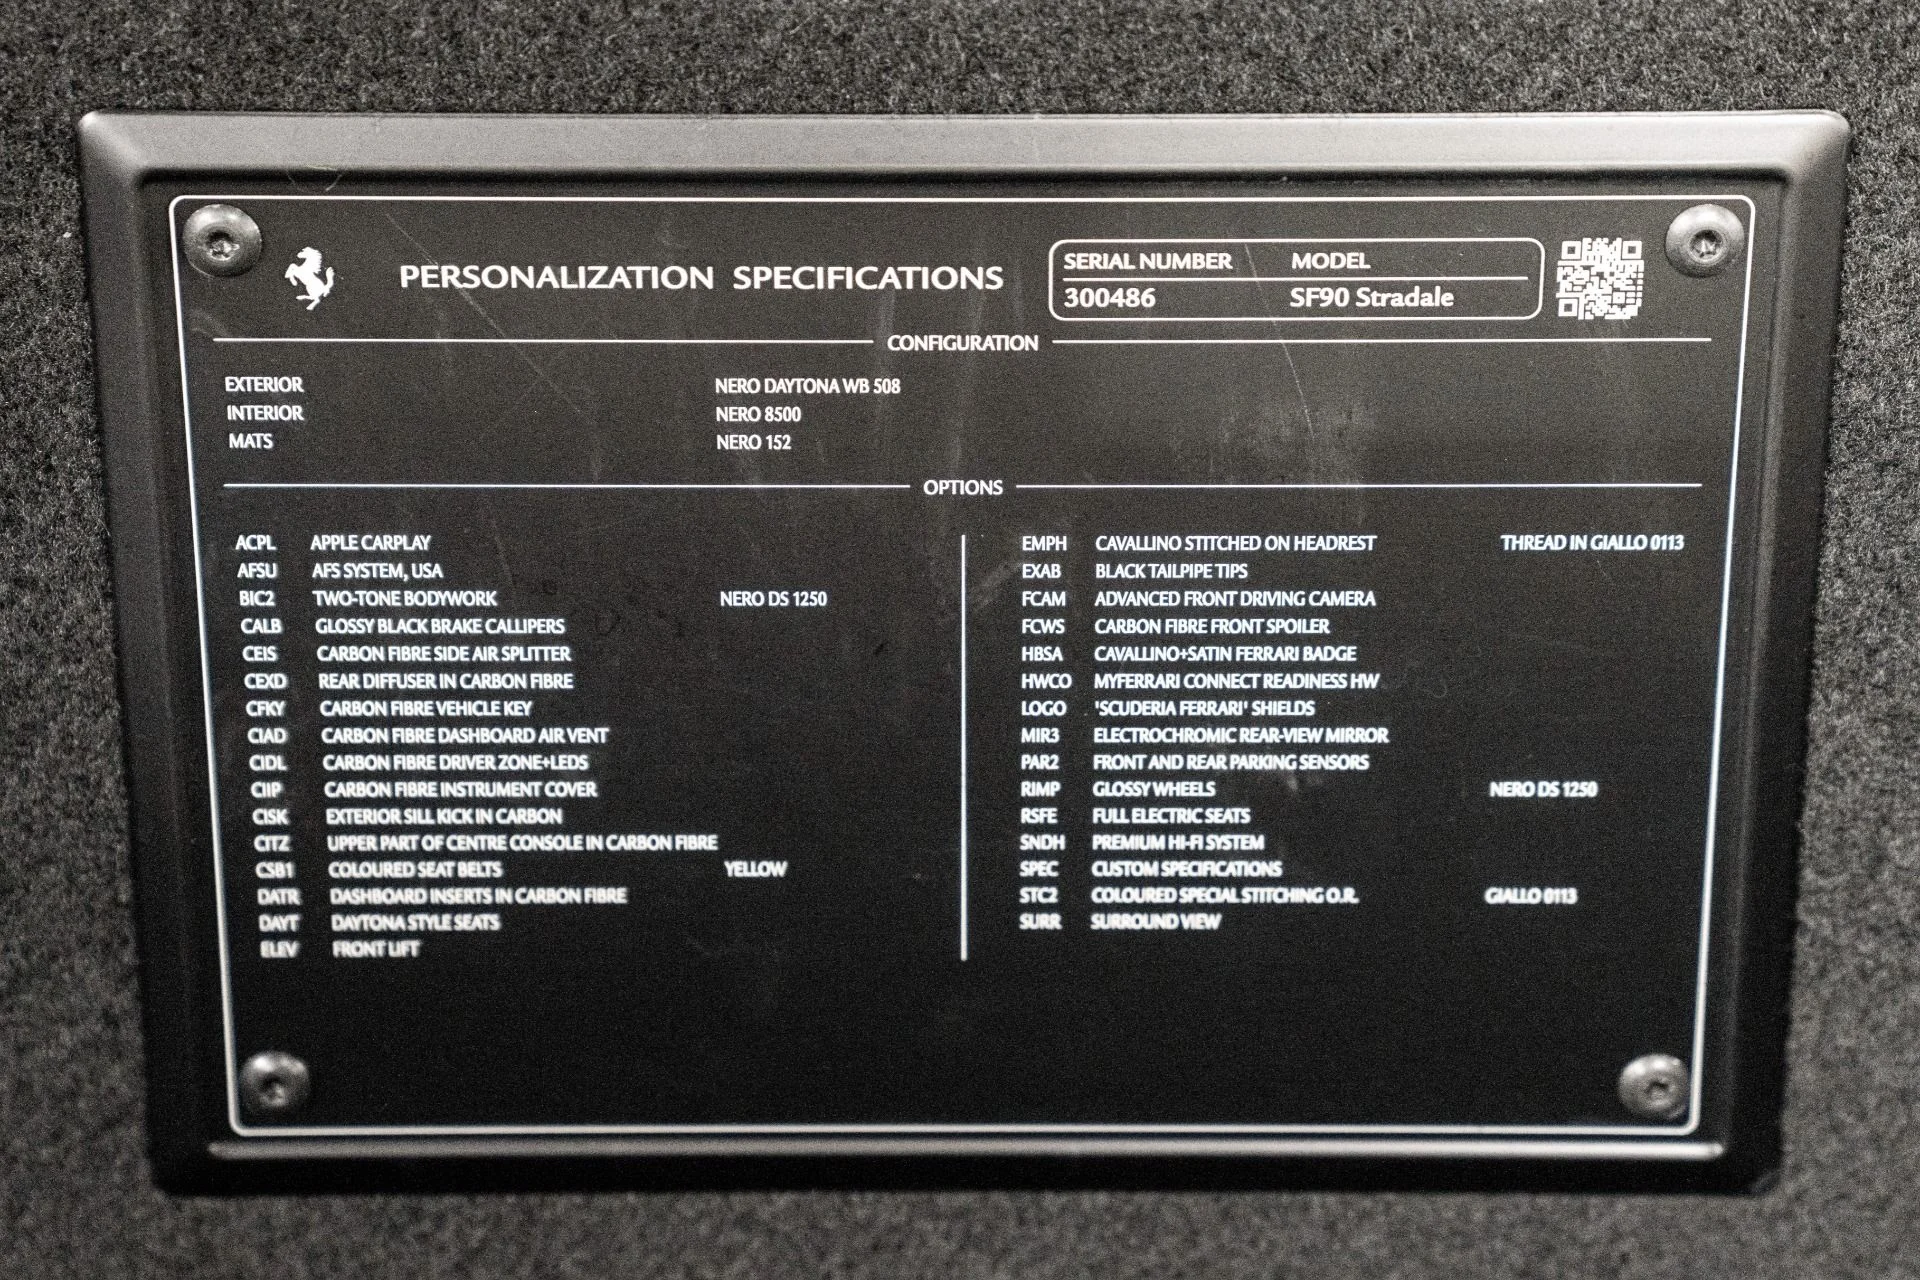 PERSONALIZATION SPECIFICATIONS
SERIAL NUMBER MODEL
300486 SF90 Stradale
CONFIGURATION
EXTERIOR NERO DAYTONA WB 508
INTERIOR NERO 8500
MATS NERO 152
OPTIONS
ACPL APPLE CARPLAY
AFSU AFS SYSTEM, USA
BIC2 TWO-TONE BODYWORK NERO DS 1250
CALB GLOSSY BLACK BRAKE CALLIPERS
CEIS CARBON FIBRE SIDE AIR SPLITTER
CEXD REAR DIFFUSER IN CARBON FIBRE
CFKY CARBON FIBRE VEHICLE KEY
CIAD CARBON FIBRE DASHBOARD AIR VENT
CIDL CARBON FIBRE DRIVER ZONE+LEDS
CIIP CARBON FIBRE INSTRUMENT COVER
CISK EXTERIOR SILL KICK IN CARBON
CITZ UPPER PART OF CENTRE CONSOLE IN CARBON FIBRE
CSB1 COLOURED SEAT BELTS YELLOW
DATR DASHBOARD INSERTS IN CARBON FIBRE
DAYT DAYTONA STYLE SEATS
ELEV FRONT LIFT
EMPH CAVALLINO STITCHED ON HEADREST THREAD IN GIALLO 0113
EXAB BLACK TAILPIPE TIPS
FCAM ADVANCED FRONT DRIVING CAMERA
FCWS CARBON FIBRE FRONT SPOILER
HBSA CAVALLINO+SATIN FERRARI BADGE
HWCO MYFERRARI CONNECT READINESS HW
LOGO 'SCUDERIA FERRARI' SHIELDS
MIR3 ELECTROCHROMIC REAR-VIEW MIRROR
PAR2 FRONT AND REAR PARKING SENSORS
RIMP GLOSSY WHEELS NERO DS 1250
RSFE FULL ELECTRIC SEATS
SNDH PREMIUM HI-FI SYSTEM
SPEC CUSTOM SPECIFICATIONS
STC2 COLOURED SPECIAL STITCHING O.R. GIALLO 0113
SURR SURROUND VIEW